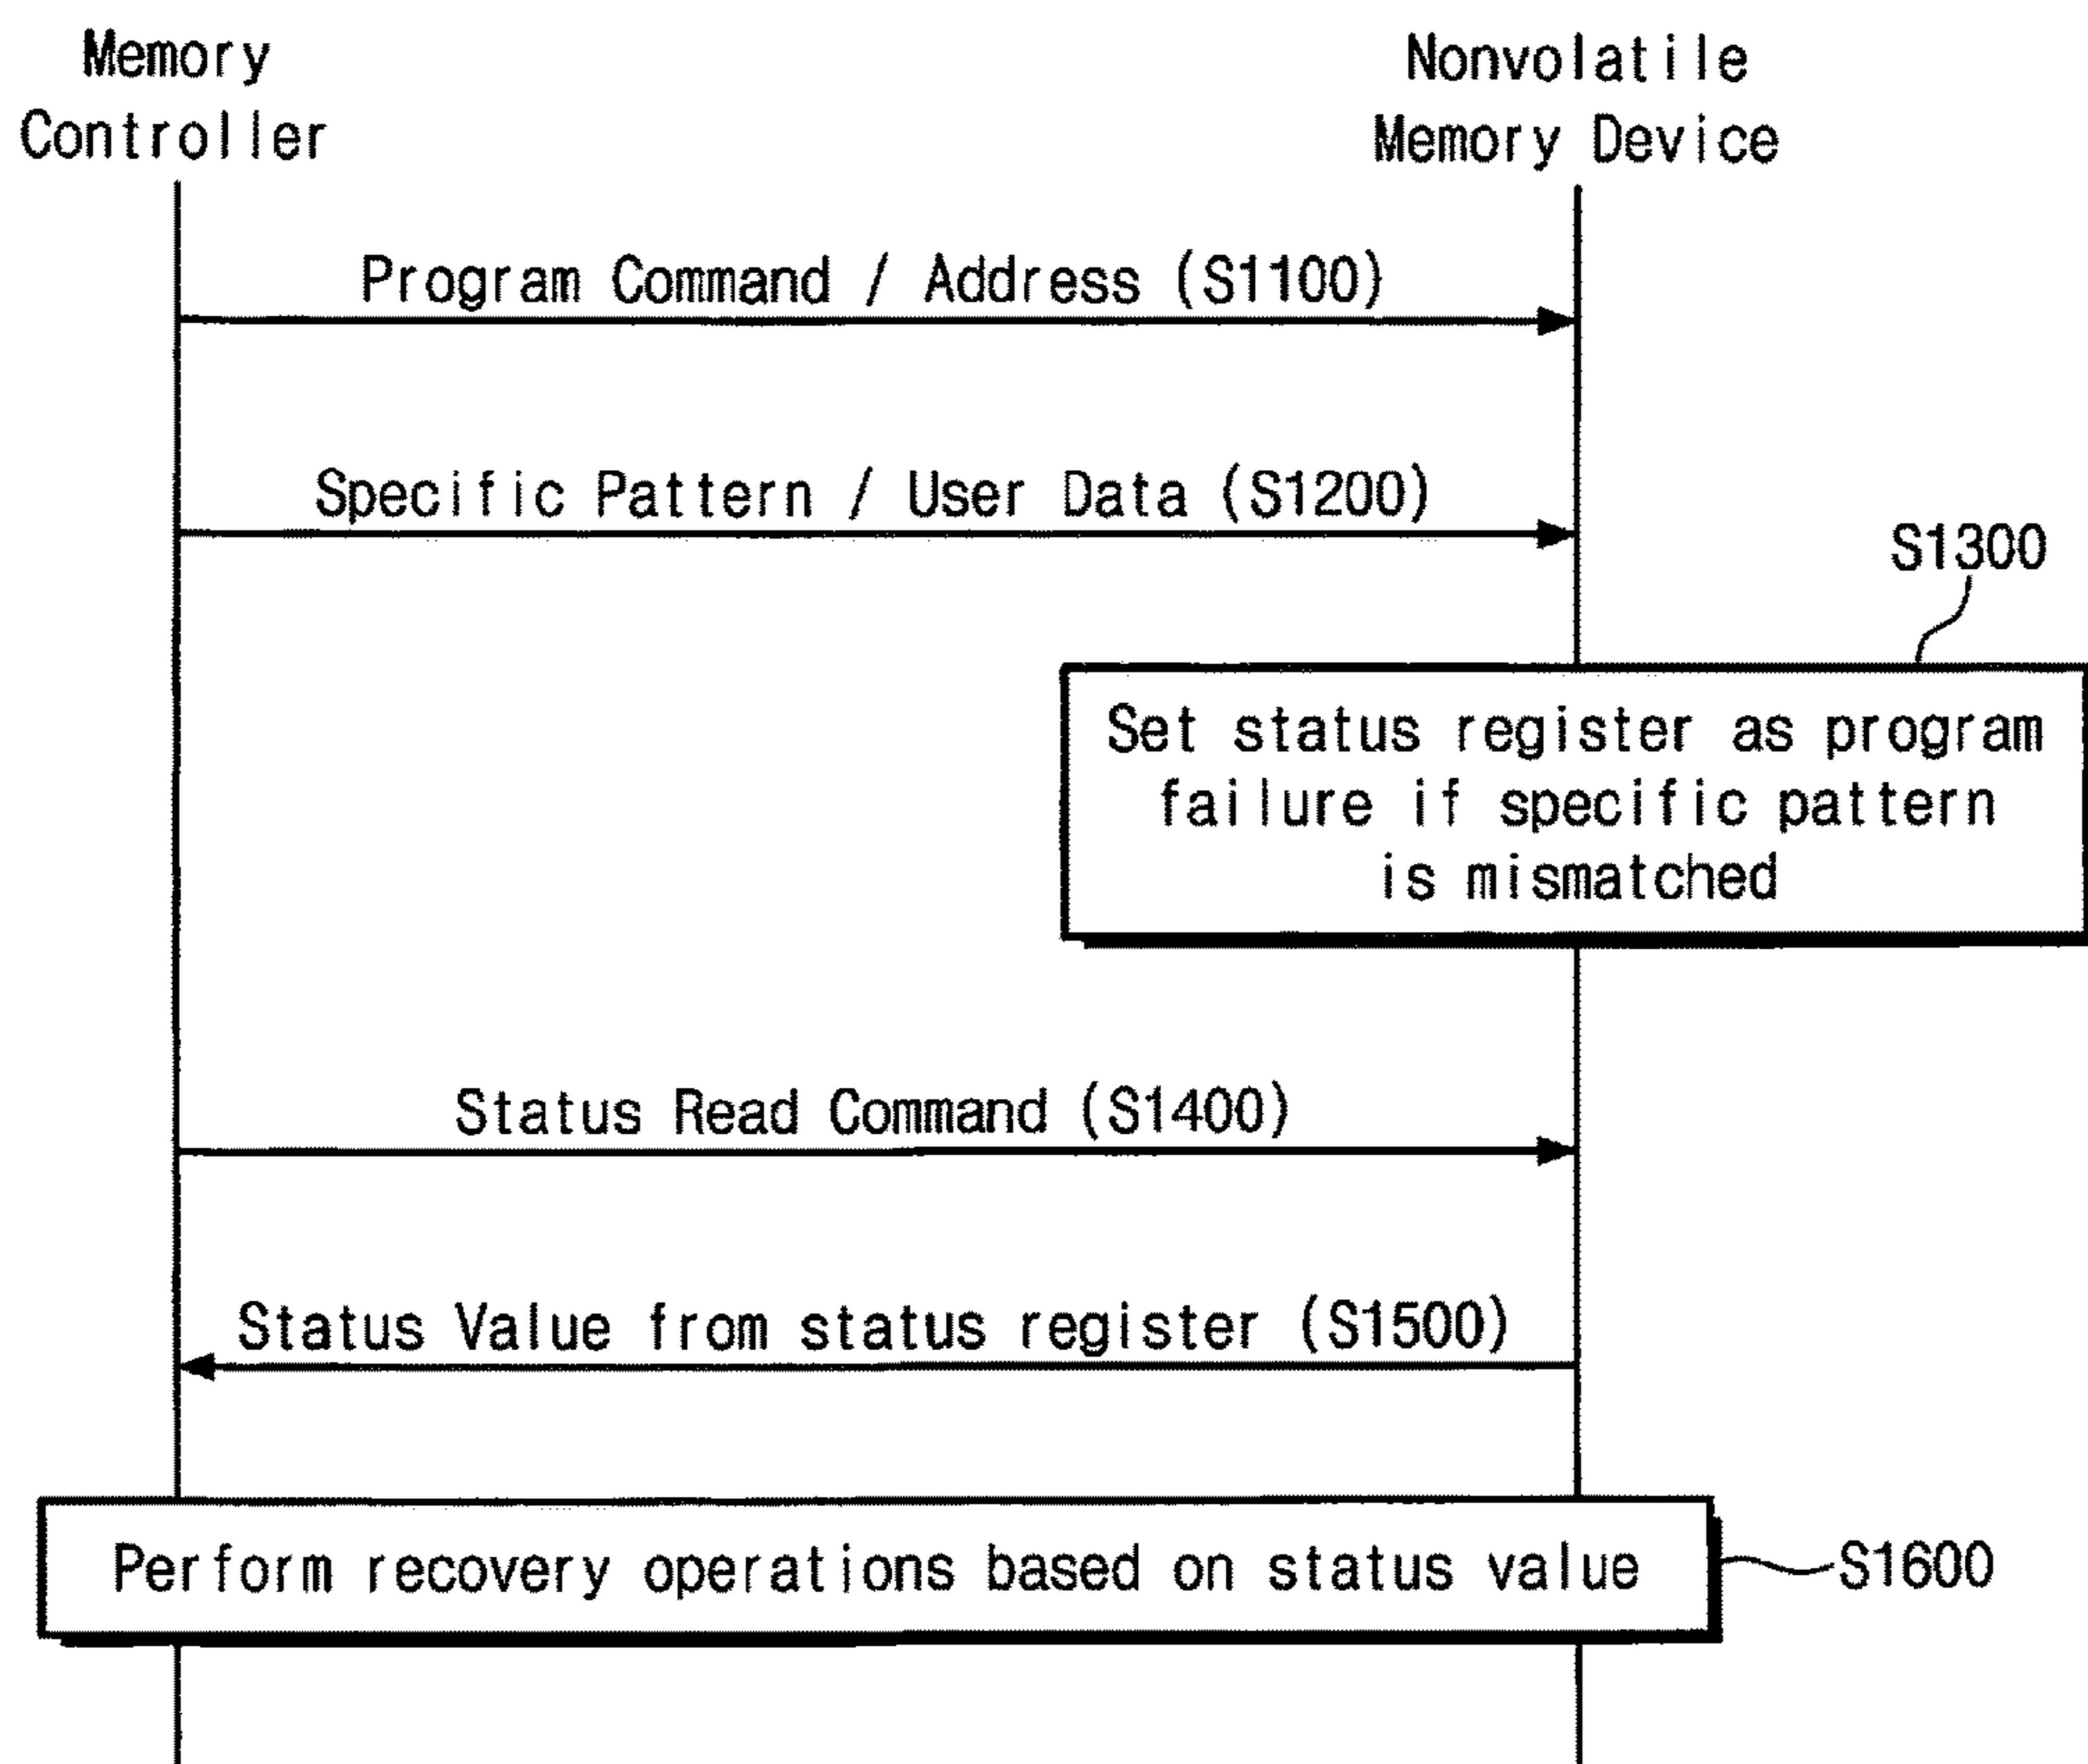 Memory
Controller
Nonvolatile
Memory Device
Program Command / Address (S1100)
Specific Pattern / User Data (S1200)
S1300
Set status register as program
failure if specific pattern
is mismatched
Status Read Command (S1400)
Status Value from status register (S1500)
Perform recovery operations based on status value
S1600